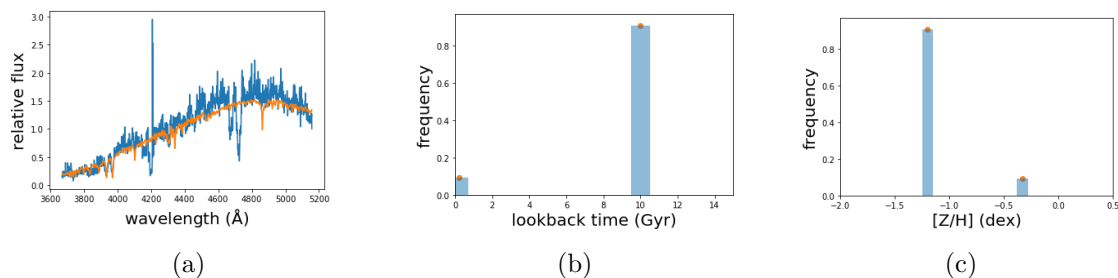 relative flux
3.0
2.5
2.0
1.5
1.0
0.5
0.0
3600 3800 4000 4200 4400 4600 4800 5000 5200
wavelength (Å)
(a)
frequency
0.8
0.6
0.4
0.2
0.0
0 2 4 6 8 10 12 14
lookback time (Gyr)
(b)
frequency
0.8
0.6
0.4
0.2
0.0
−2.0 −1.5 −1.0 −0.5 0.0 0.5
[Z/H] (dex)
(c)